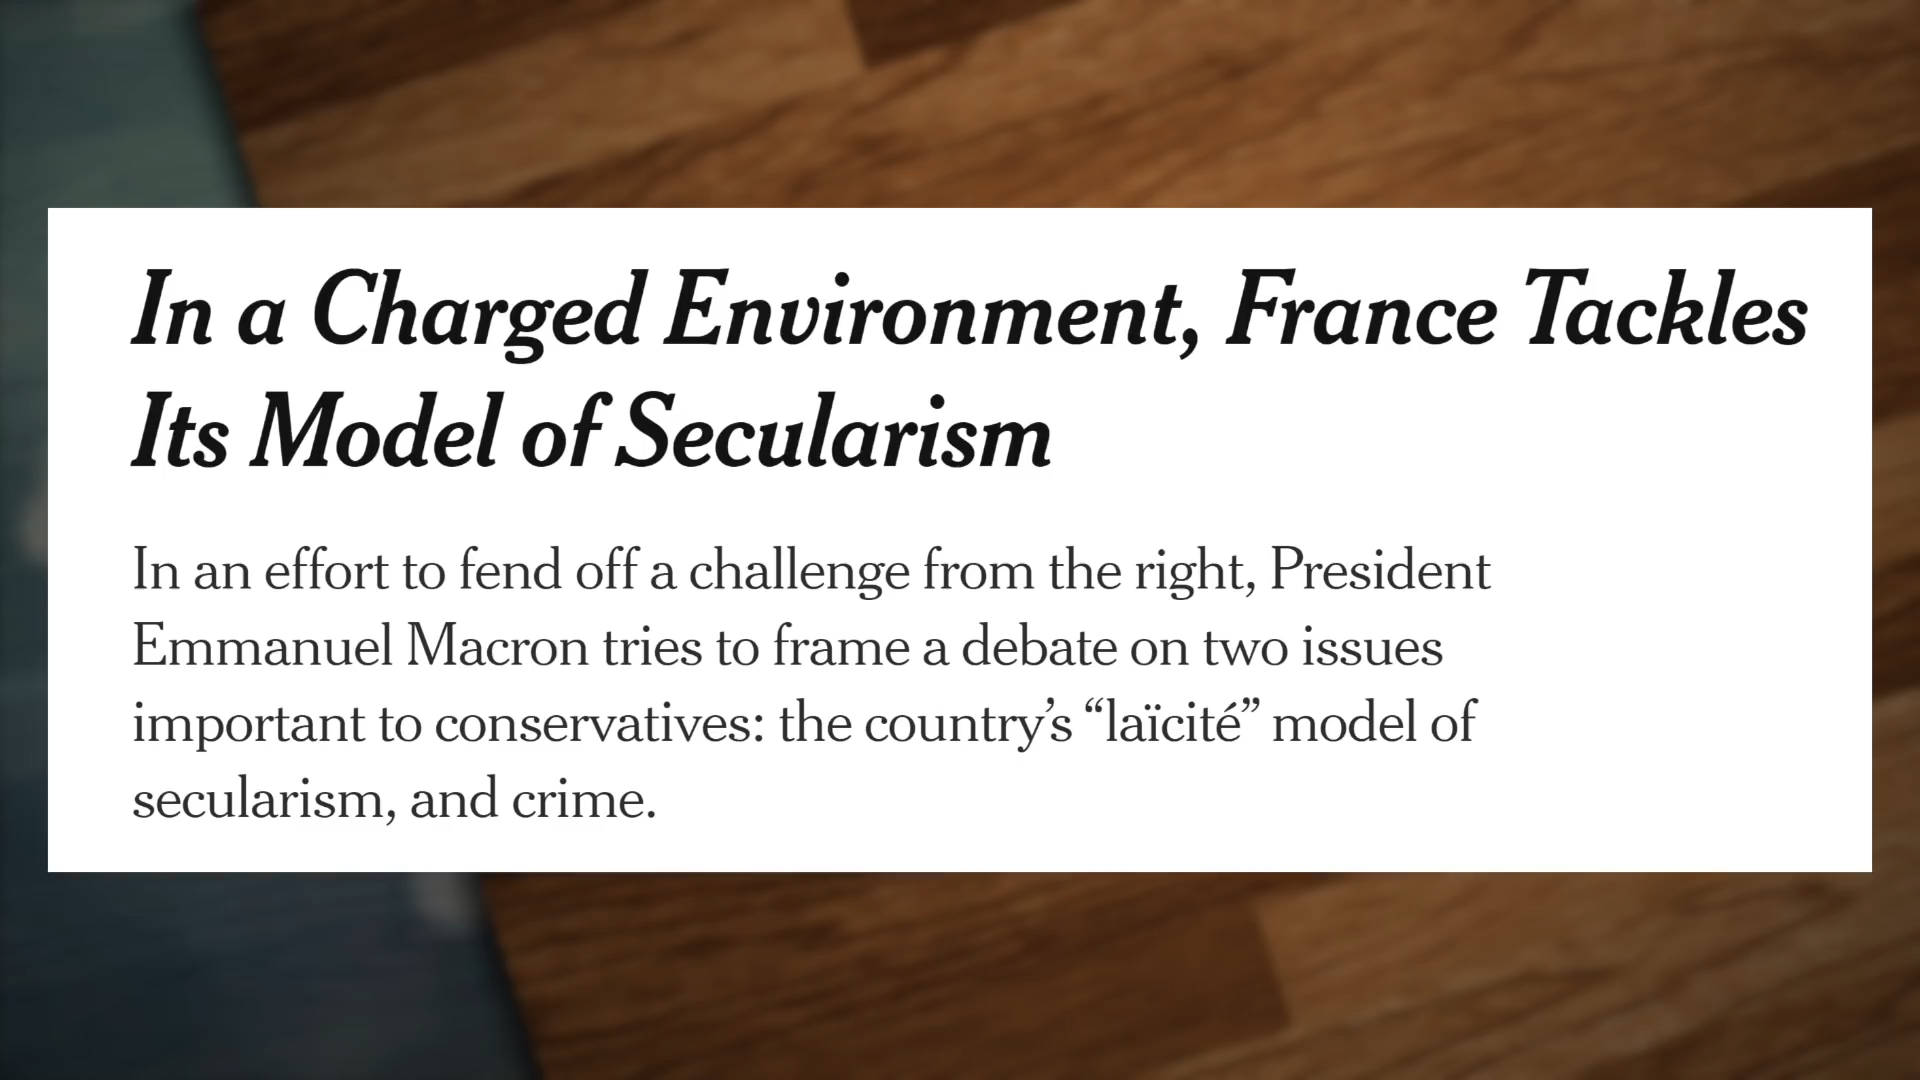 In a Charged Environment, France Tackles
Its Model of Secularism
In an effort to fend off a challenge from the right, President
Emmanuel Macron tries to frame a debate on two issues
important to conservatives: the country’s “laïcité” model of
secularism, and crime.